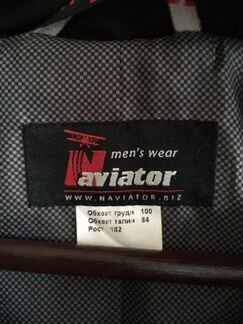 men's wear
Naviator
WWW.NAVIATOR.BIZ
Обхват груди 100
Обхват талии 84
Рост 182